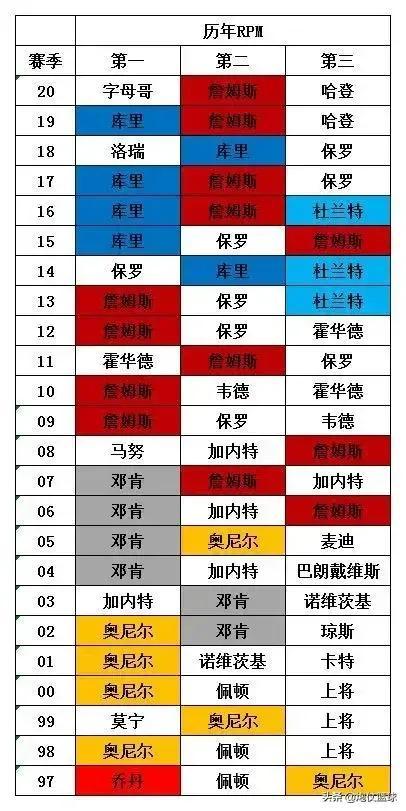 历年RPM
赛季 第一 第二 第三
20 字母哥 詹姆斯 哈登
19 库里 詹姆斯 哈登
18 洛瑞 库里 保罗
17 库里 詹姆斯 保罗
16 库里 詹姆斯 杜兰特
15 库里 保罗 詹姆斯
14 保罗 库里 杜兰特
13 詹姆斯 保罗 杜兰特
12 詹姆斯 保罗 霍华德
11 霍华德 詹姆斯 保罗
10 詹姆斯 韦德 霍华德
09 詹姆斯 保罗 韦德
08 马努 加内特 詹姆斯
07 邓肯 詹姆斯 加内特
06 邓肯 加内特 詹姆斯
05 邓肯 奥尼尔 麦迪
04 邓肯 加内特 巴朗戴维斯
03 加内特 邓肯 诺维茨基
02 奥尼尔 邓肯 琼斯
01 奥尼尔 诺维茨基 卡特
00 奥尼尔 佩顿 上将
99 莫宁 奥尼尔 上将
98 奥尼尔 佩顿 上将
97 乔丹 佩顿 奥尼尔
头条